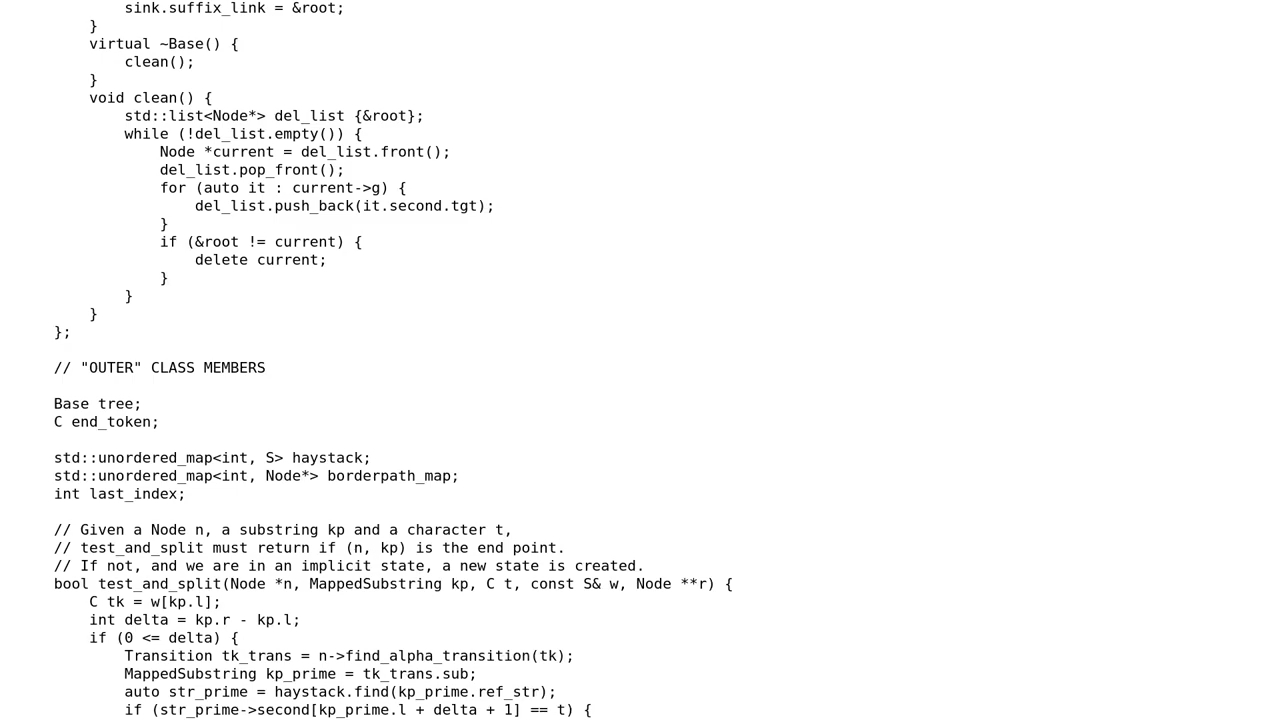 sink.suffix_link = &root;
    }
    virtual ~Base() {
        clean();
    }
    void clean() {
        std::list<Node*> del_list {&root};
        while (!del_list.empty()) {
            Node *current = del_list.front();
            del_list.pop_front();
            for (auto it : current->g) {
                del_list.push_back(it.second.tgt);
            }
            if (&root != current) {
                delete current;
            }
        }
    }
};

// "OUTER" CLASS MEMBERS

Base tree;
C end_token;

std::unordered_map<int, S> haystack;
std::unordered_map<int, Node*> borderpath_map;
int last_index;

// Given a Node n, a substring kp and a character t,
// test_and_split must return if (n, kp) is the end point.
// If not, and we are in an implicit state, a new state is created.
bool test_and_split(Node *n, MappedSubstring kp, C t, const S& w, Node **r) {
    C tk = w[kp.l];
    int delta = kp.r - kp.l;
    if (0 <= delta) {
        Transition tk_trans = n->find_alpha_transition(tk);
        MappedSubstring kp_prime = tk_trans.sub;
        auto str_prime = haystack.find(kp_prime.ref_str);
        if (str_prime->second[kp_prime.l + delta + 1] == t) {